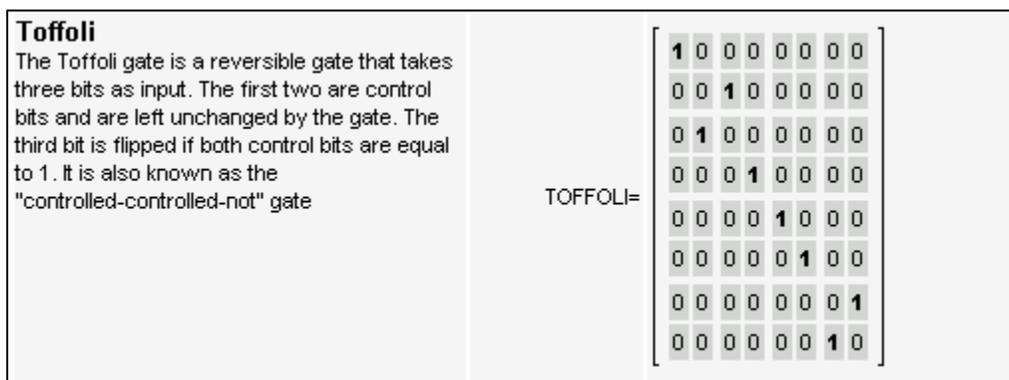 Toffoli
The Toffoli gate is a reversible gate that takes
three bits as input. The first two are control
bits and are left unchanged by the gate. The
third bit is flipped if both control bits are equal
to 1. It is also known as the
"controlled-controlled-not" gate
TOFFOLI=
1 0 0 0 0 0 0 0
0 0 1 0 0 0 0 0
0 1 0 0 0 0 0 0
0 0 0 1 0 0 0 0
0 0 0 0 1 0 0 0
0 0 0 0 0 1 0 0
0 0 0 0 0 0 0 1
0 0 0 0 0 0 1 0